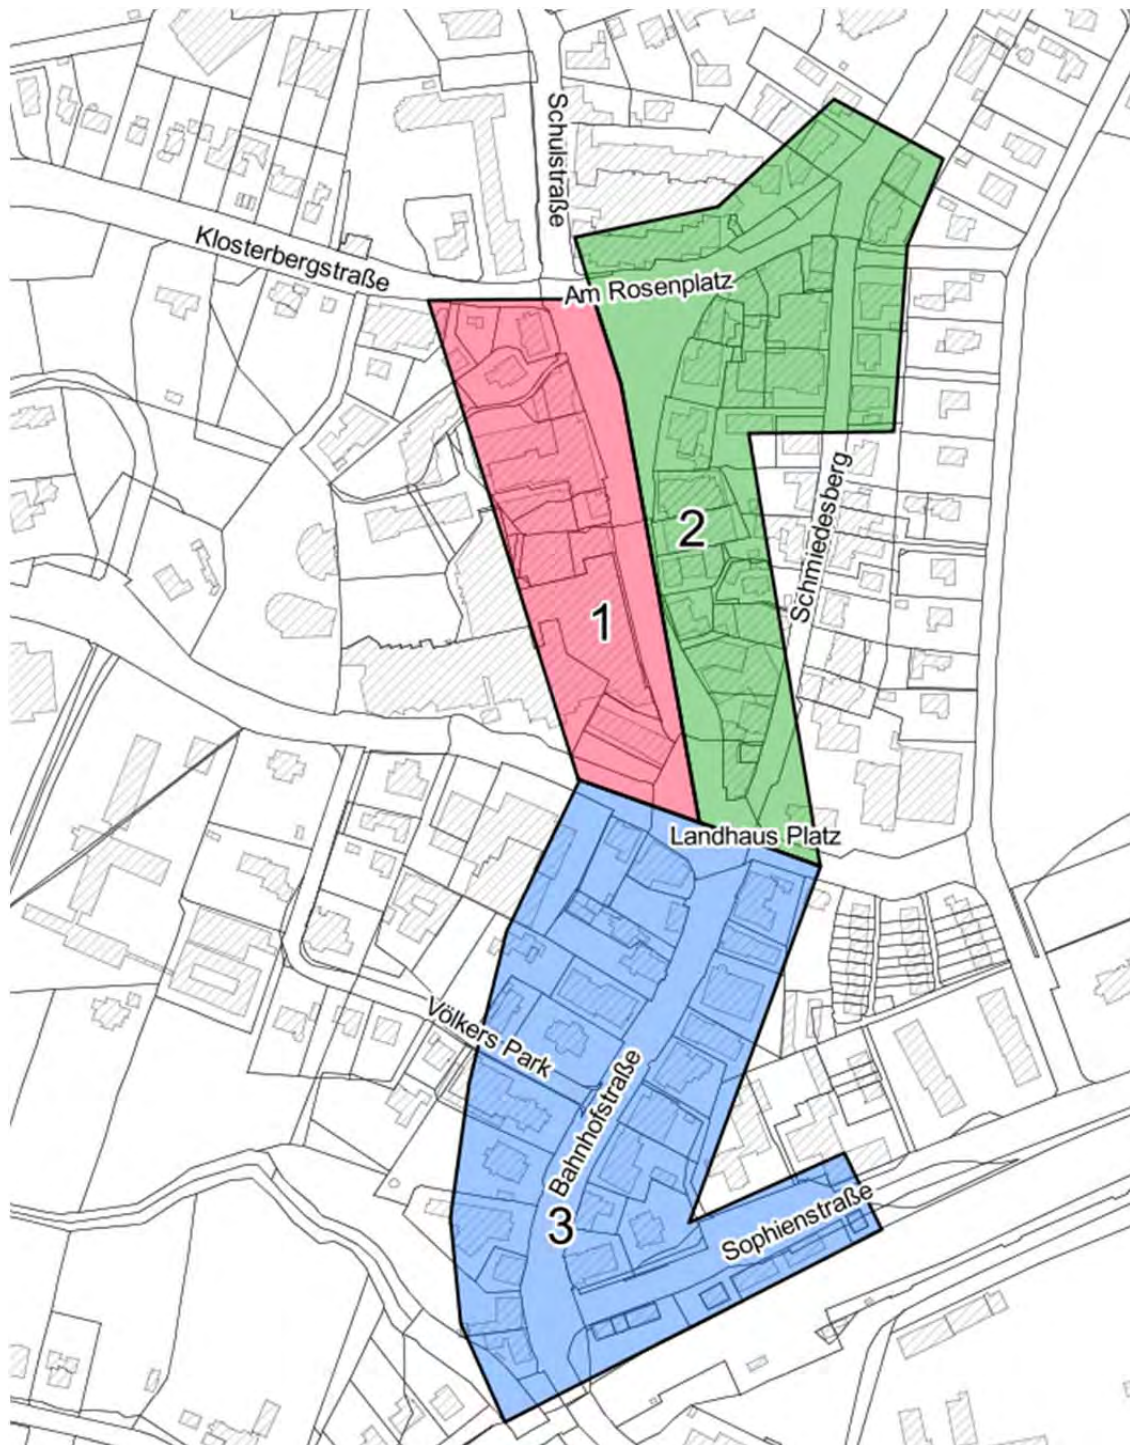 Schulstraße
Klosterbergstraße
Am Rosenplatz
2
Schmiedesberg
1
Landhaus Platz
Völkers Park
Bahnhofstraße
3
Sophienstraße